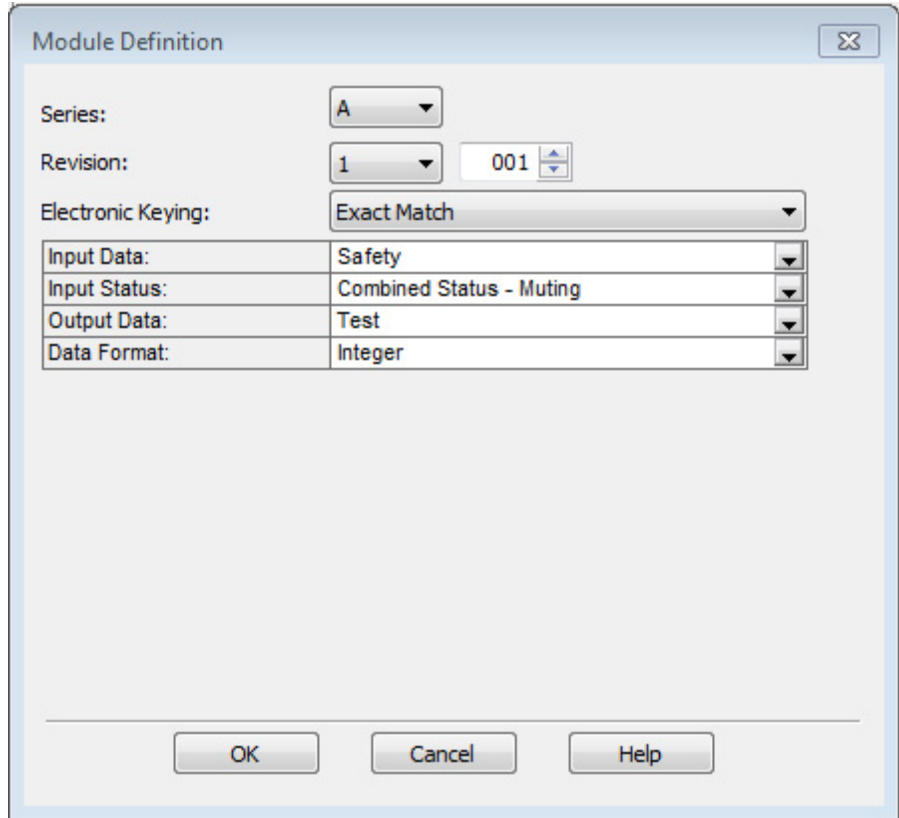 Module Definition
Series: A
Revision: 1 001
Electronic Keying: Exact Match
Input Data: Safety
Input Status: Combined Status - Muting
Output Data: Test
Data Format: Integer
OK Cancel Help